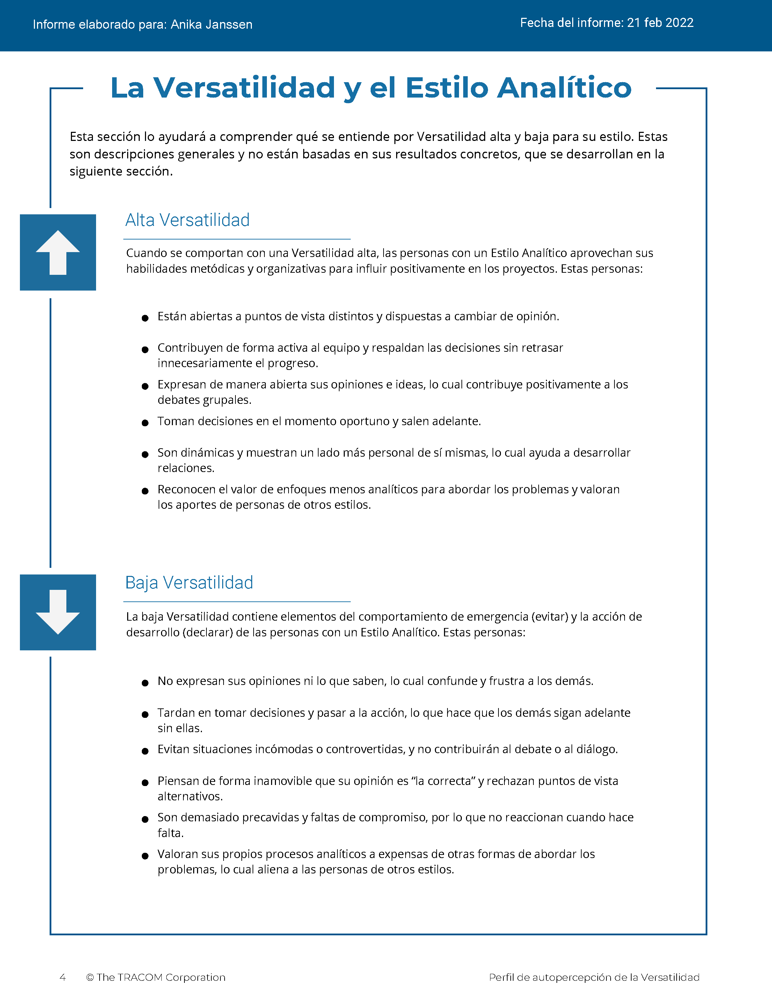 Informe elaborado para: Anika Janssen
Fecha del informe: 21 feb 2022
La Versatilidad y el Estilo Analítico
Esta sección lo ayudará a comprender qué se entiende por Versatilidad alta y baja para su estilo. Estas
son descripciones generales y no están basadas en sus resultados concretos, que se desarrollan en la
siguiente sección.
Alta Versatilidad
Cuando se comportan con una Versatilidad alta, las personas con un Estilo Analítico aprovechan sus
habilidades metódicas y organizativas para influir positivamente en los proyectos. Estas personas:
● Están abiertas a puntos de vista distintos y dispuestas a cambiar de opinión.
● Contribuyen de forma activa al equipo y respaldan las decisiones sin retrasar
innecesariamente el progreso.
● Expresan de manera abierta sus opiniones e ideas, lo cual contribuye positivamente a los
debates grupales.
● Toman decisiones en el momento oportuno y salen adelante.
● Son dinámicas y muestran un lado más personal de sí mismas, lo cual ayuda a desarrollar
relaciones.
● Reconocen el valor de enfoques menos analíticos para abordar los problemas y valoran
los aportes de personas de otros estilos.
Baja Versatilidad
La baja Versatilidad contiene elementos del comportamiento de emergencia (evitar) y la acción de
desarrollo (declarar) de las personas con un Estilo Analítico. Estas personas:
● No expresan sus opiniones ni lo que saben, lo cual confunde y frustra a los demás.
● Tardan en tomar decisiones y pasar a la acción, lo que hace que los demás sigan adelante
sin ellas.
● Evitan situaciones incómodas o controvertidas, y no contribuirán al debate o al diálogo.
● Piensan de forma inamovible que su opinión es “la correcta” y rechazan puntos de vista
alternativos.
● Son demasiado precavidas y faltas de compromiso, por lo que no reaccionan cuando hace
falta.
● Valoran sus propios procesos analíticos a expensas de otras formas de abordar los
problemas, lo cual aliena a las personas de otros estilos.
4 © The TRACOM Corporation
Perfil de autopercepción de la Versatilidad